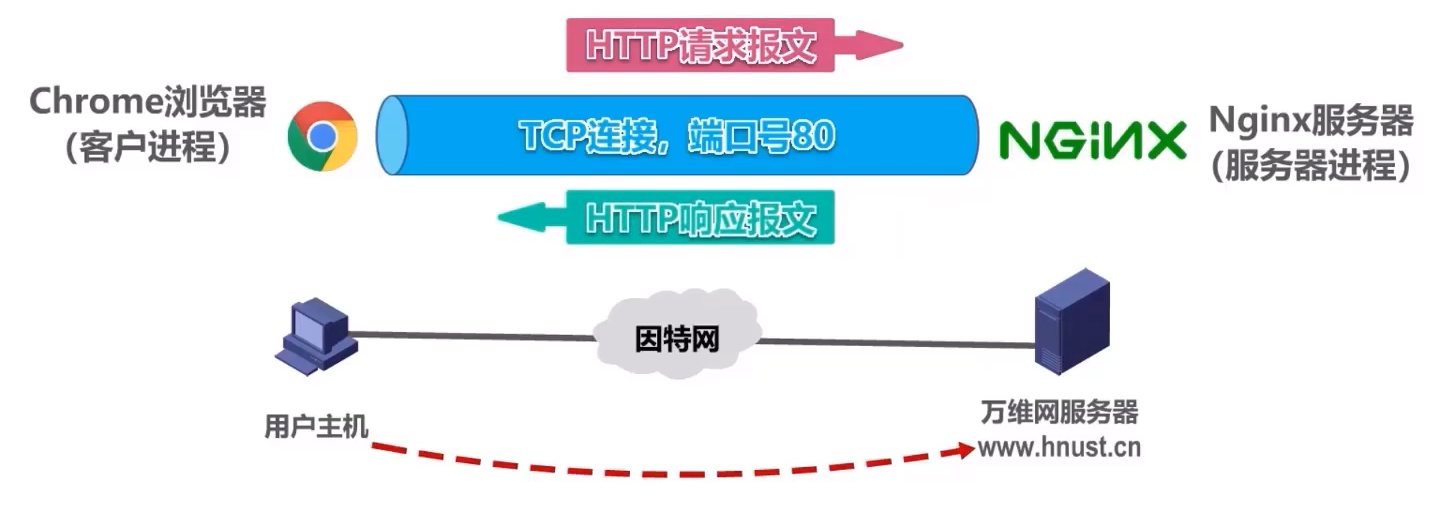 HTTP请求报文
Chrome浏览器
（客户进程）
TCP连接，端口号80
NGINX
Nginx服务器
（服务器进程）
HTTP响应报文
因特网
用户主机
万维网服务器
www.hnust.cn